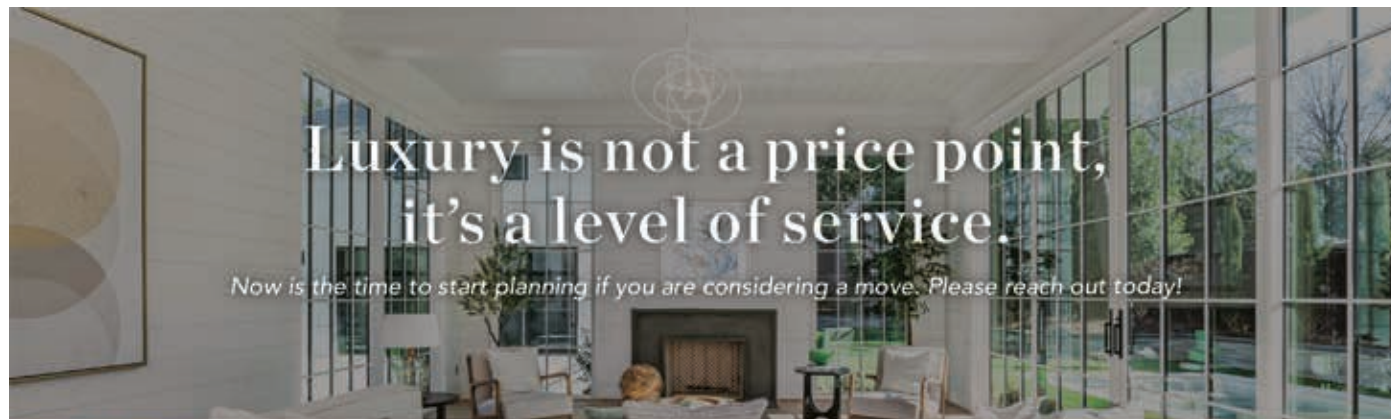 Luxury is not a price point,
it's a level of service.
Now is the time to start planning if you are considering a move. Please reach out today!